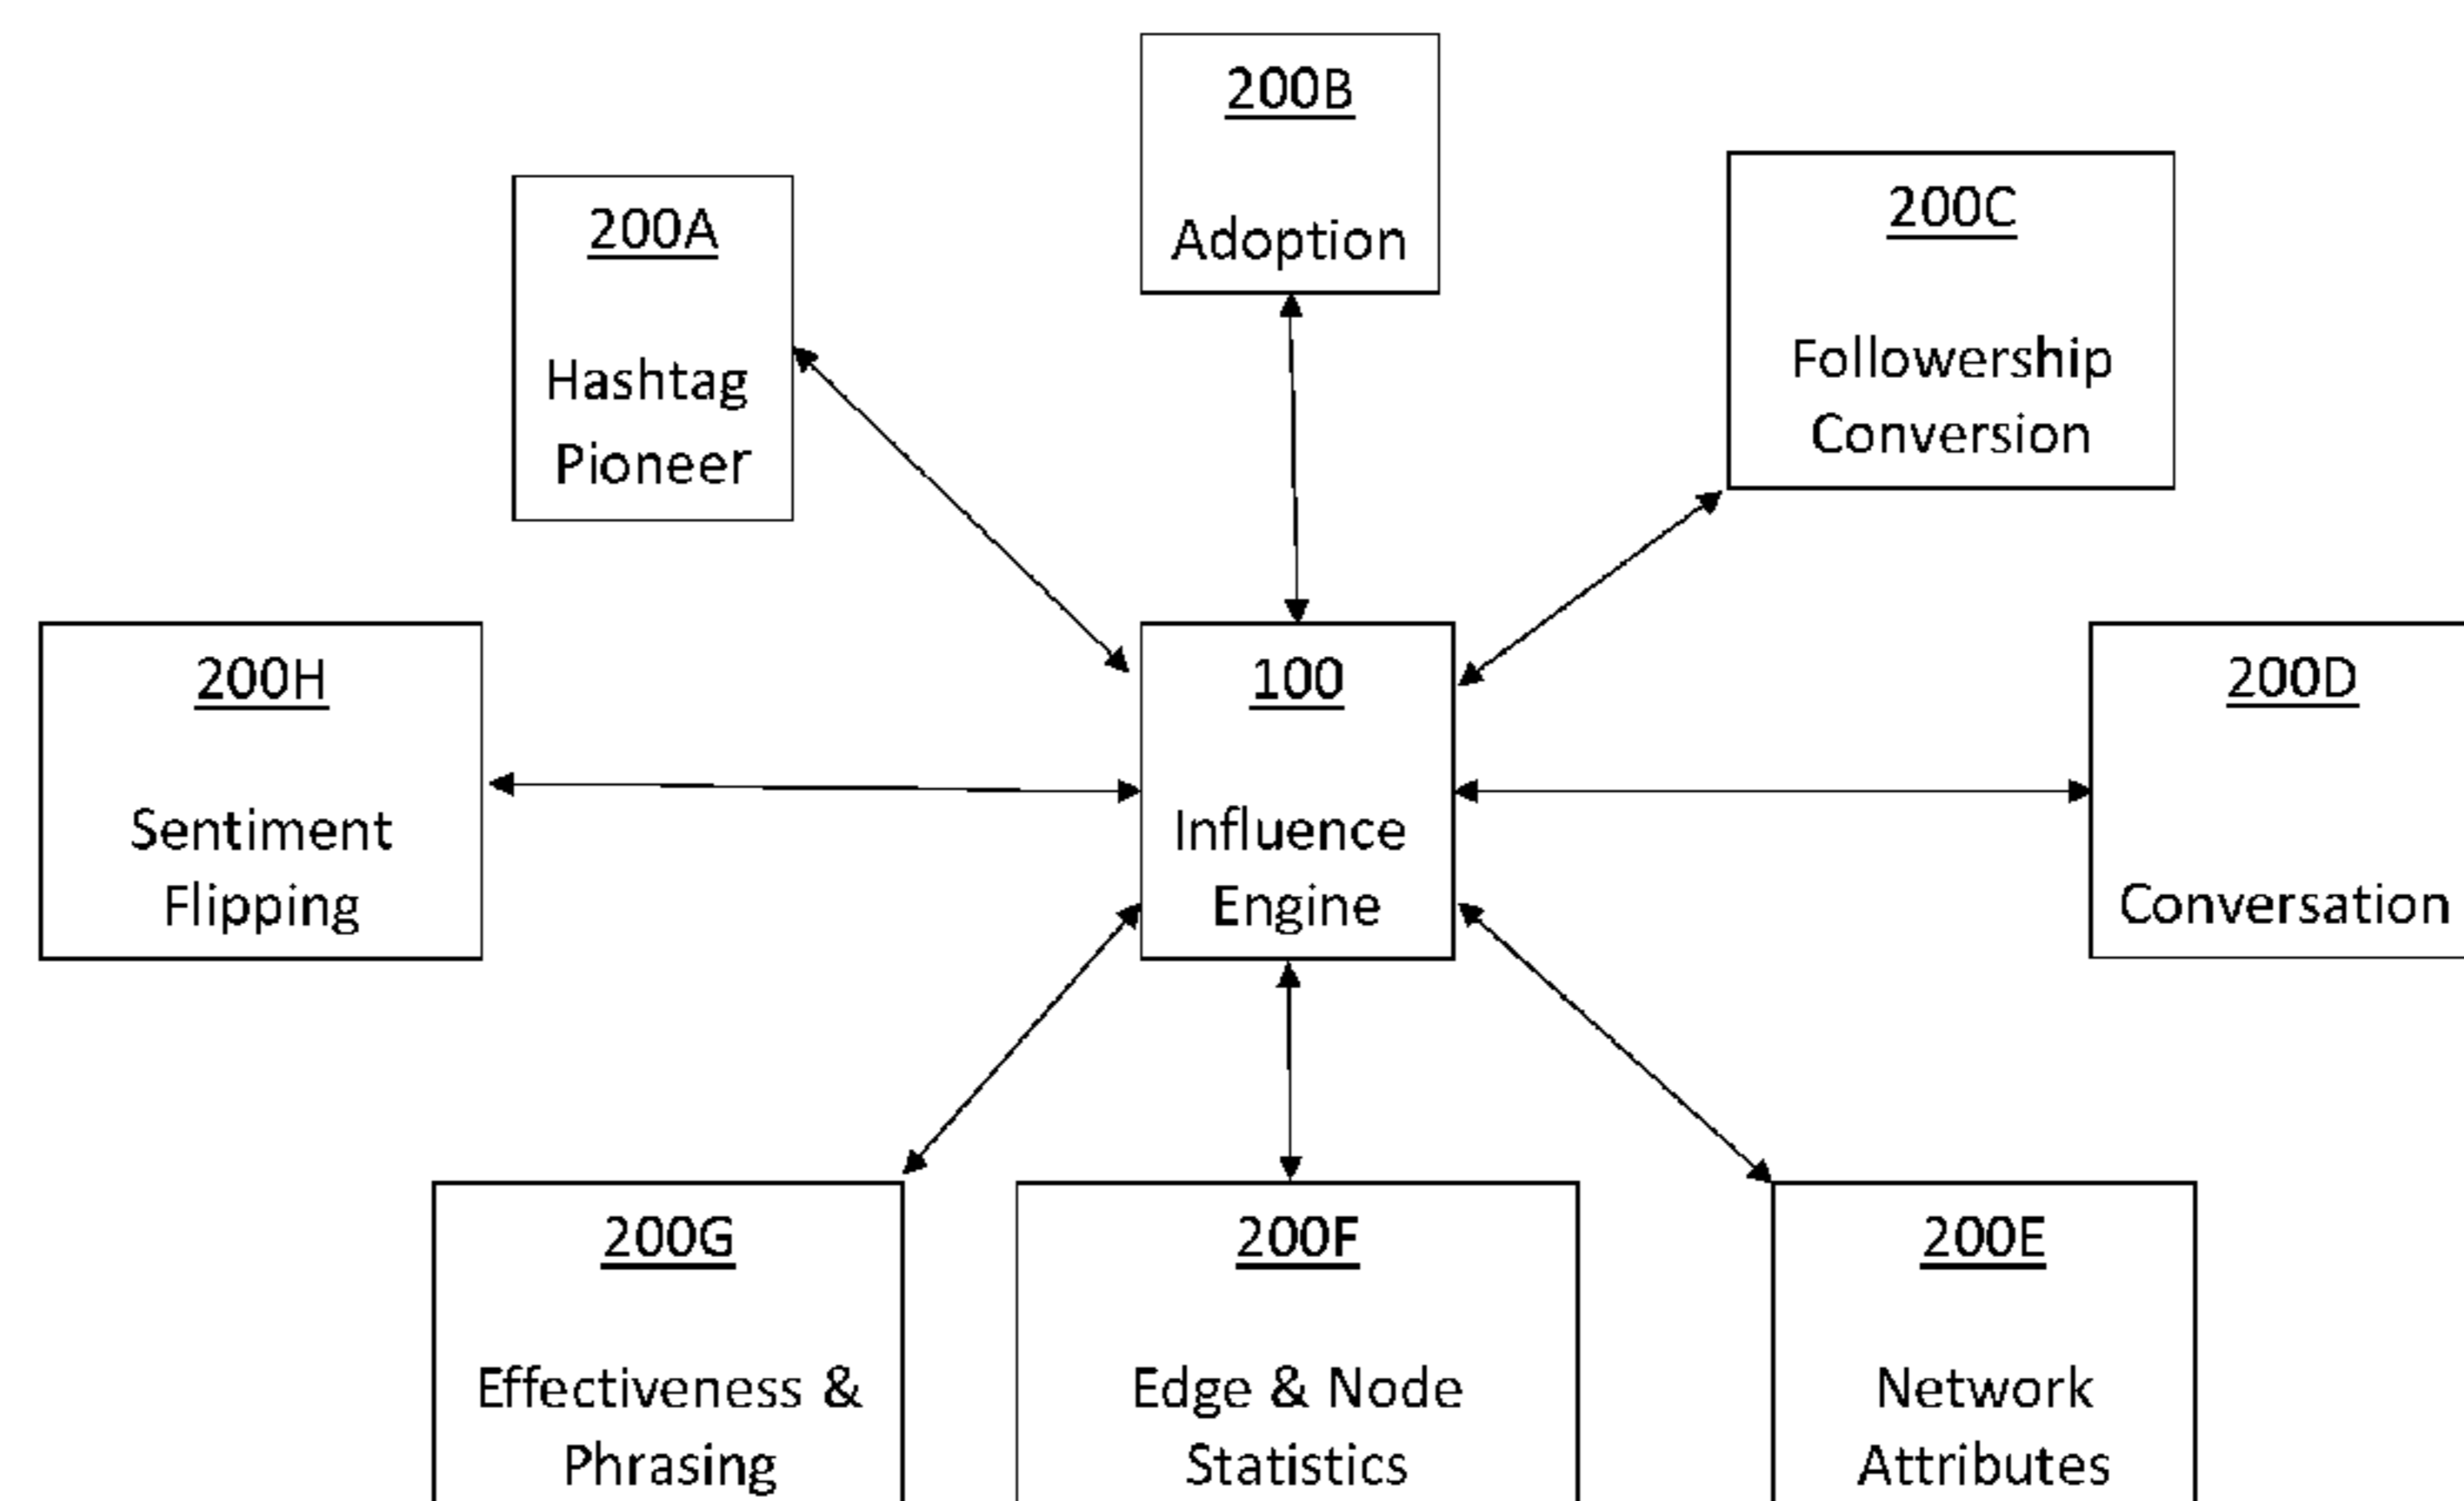 200B
Adoption
200A
Hashtag
Pioneer
200C
Followership
Conversion
200H
Sentiment
Flipping
100
Influence
Engine
200D
Conversation
200G
Effectiveness &
Phrasing
200F
Edge & Node
Statistics
200E
Network
Attributes